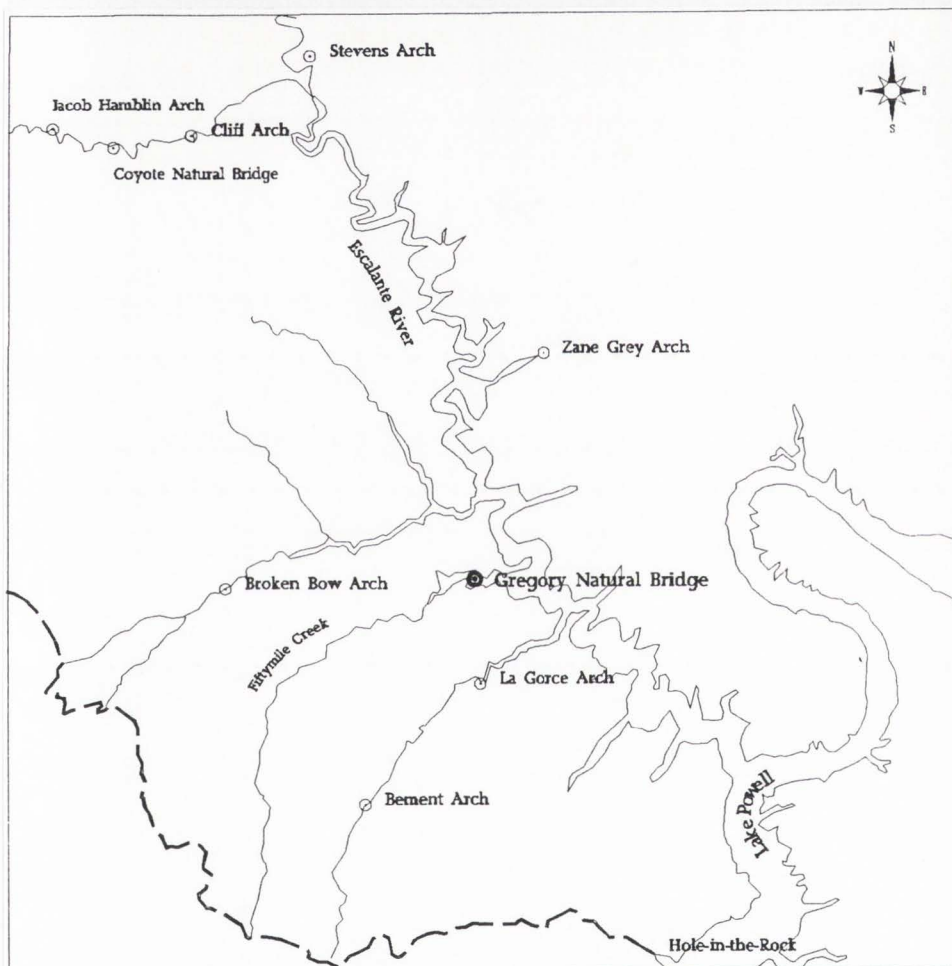 Stevens Arch
N
W
E
S
Jacob Hamblin Arch
Cliff Arch
Coyote Natural Bridge
Escalante River
Zane Grey Arch
Broken Bow Arch
Gregory Natural Bridge
Fiftymile Creek
La Gorce Arch
Bement Arch
Lake Powell
Hole-in-the-Rock